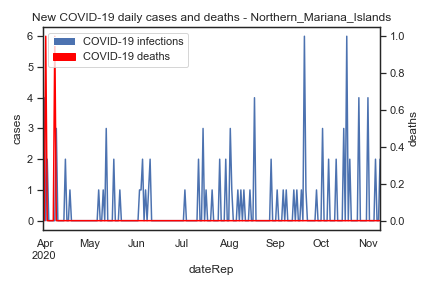 New COVID-19 daily cases and deaths - Northern_Mariana_Islands
COVID-19 infections
COVID-19 deaths
6
5
4
3
2
1
0
cases
1.0
0.8
0.6
0.4
0.2
0.0
deaths
Apr May Jun Jul Aug Sep Oct Nov
2020
dateRep